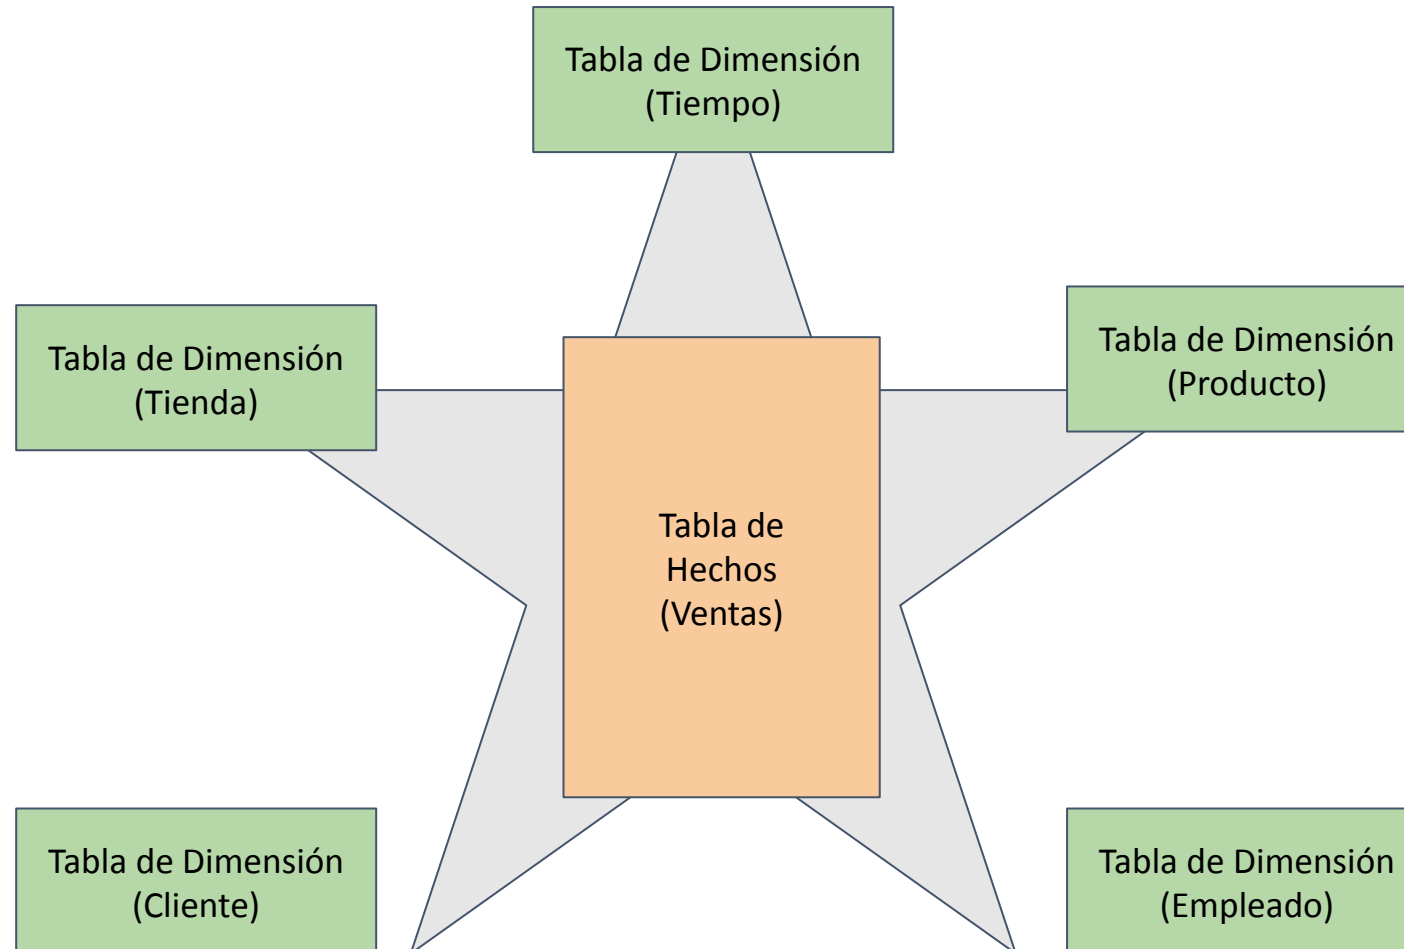 Tabla de Dimensión
(Tiempo)
Tabla de Dimensión
(Tienda)
Tabla de Dimensión
(Producto)
Tabla de
Hechos
(Ventas)
Tabla de Dimensión
(Cliente)
Tabla de Dimensión
(Empleado)